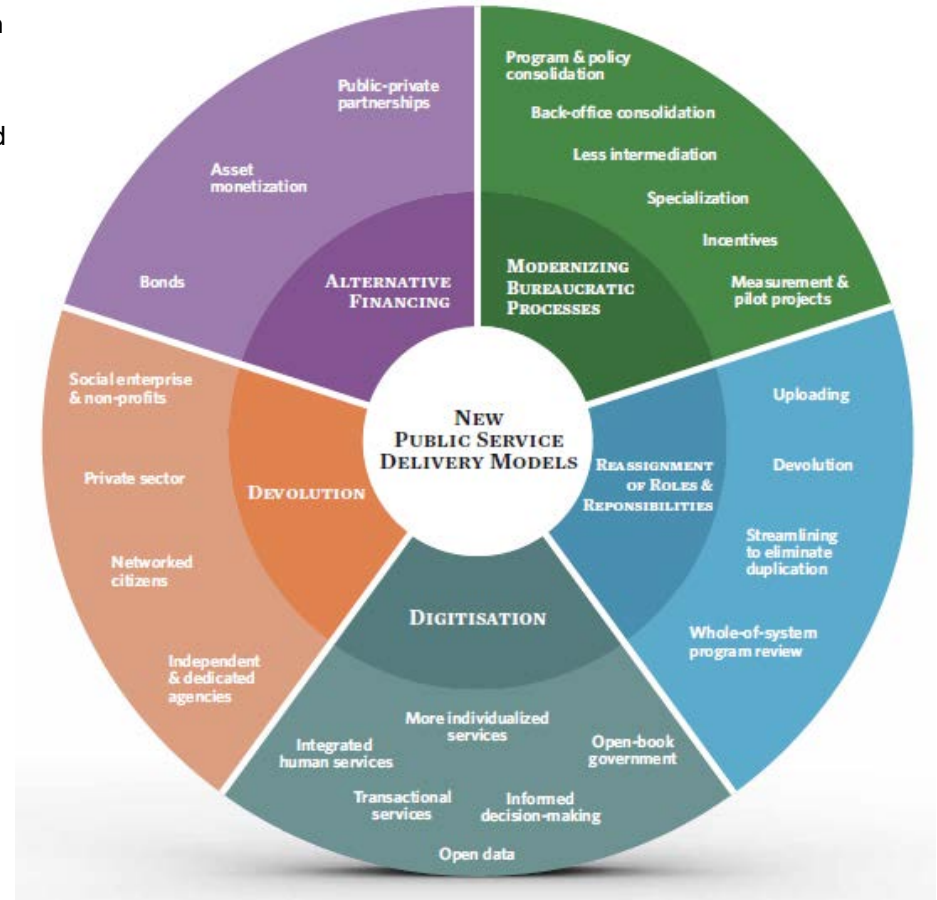 n
d
Public-private
partnerships
Asset
monetization
Bonds
ALTERNATIVE
FINANCING
Program & policy
consolidation
Back-office consolidation
Less intermediation
Specialization
Incentives
Measurement &
pilot projects
MODERNIZING
BUREAUCRATIC
PROCESSES
NEW
PUBLIC SERVICE
DELIVERY MODELS
Social enterprise
& non-profits
Private sector
Networked
citizens
Independent
& dedicated
agencies
DEVOLUTION
REASSIGNMENT
OF ROLES &
REPONSIBILITIES
Uploading
Devolution
Streamlining
to eliminate
duplication
Whole-of-system
program review
DIGITISATION
More individualized
services
Integrated
human services
Open-book
government
Transactional
services
Informed
decision-making
Open data